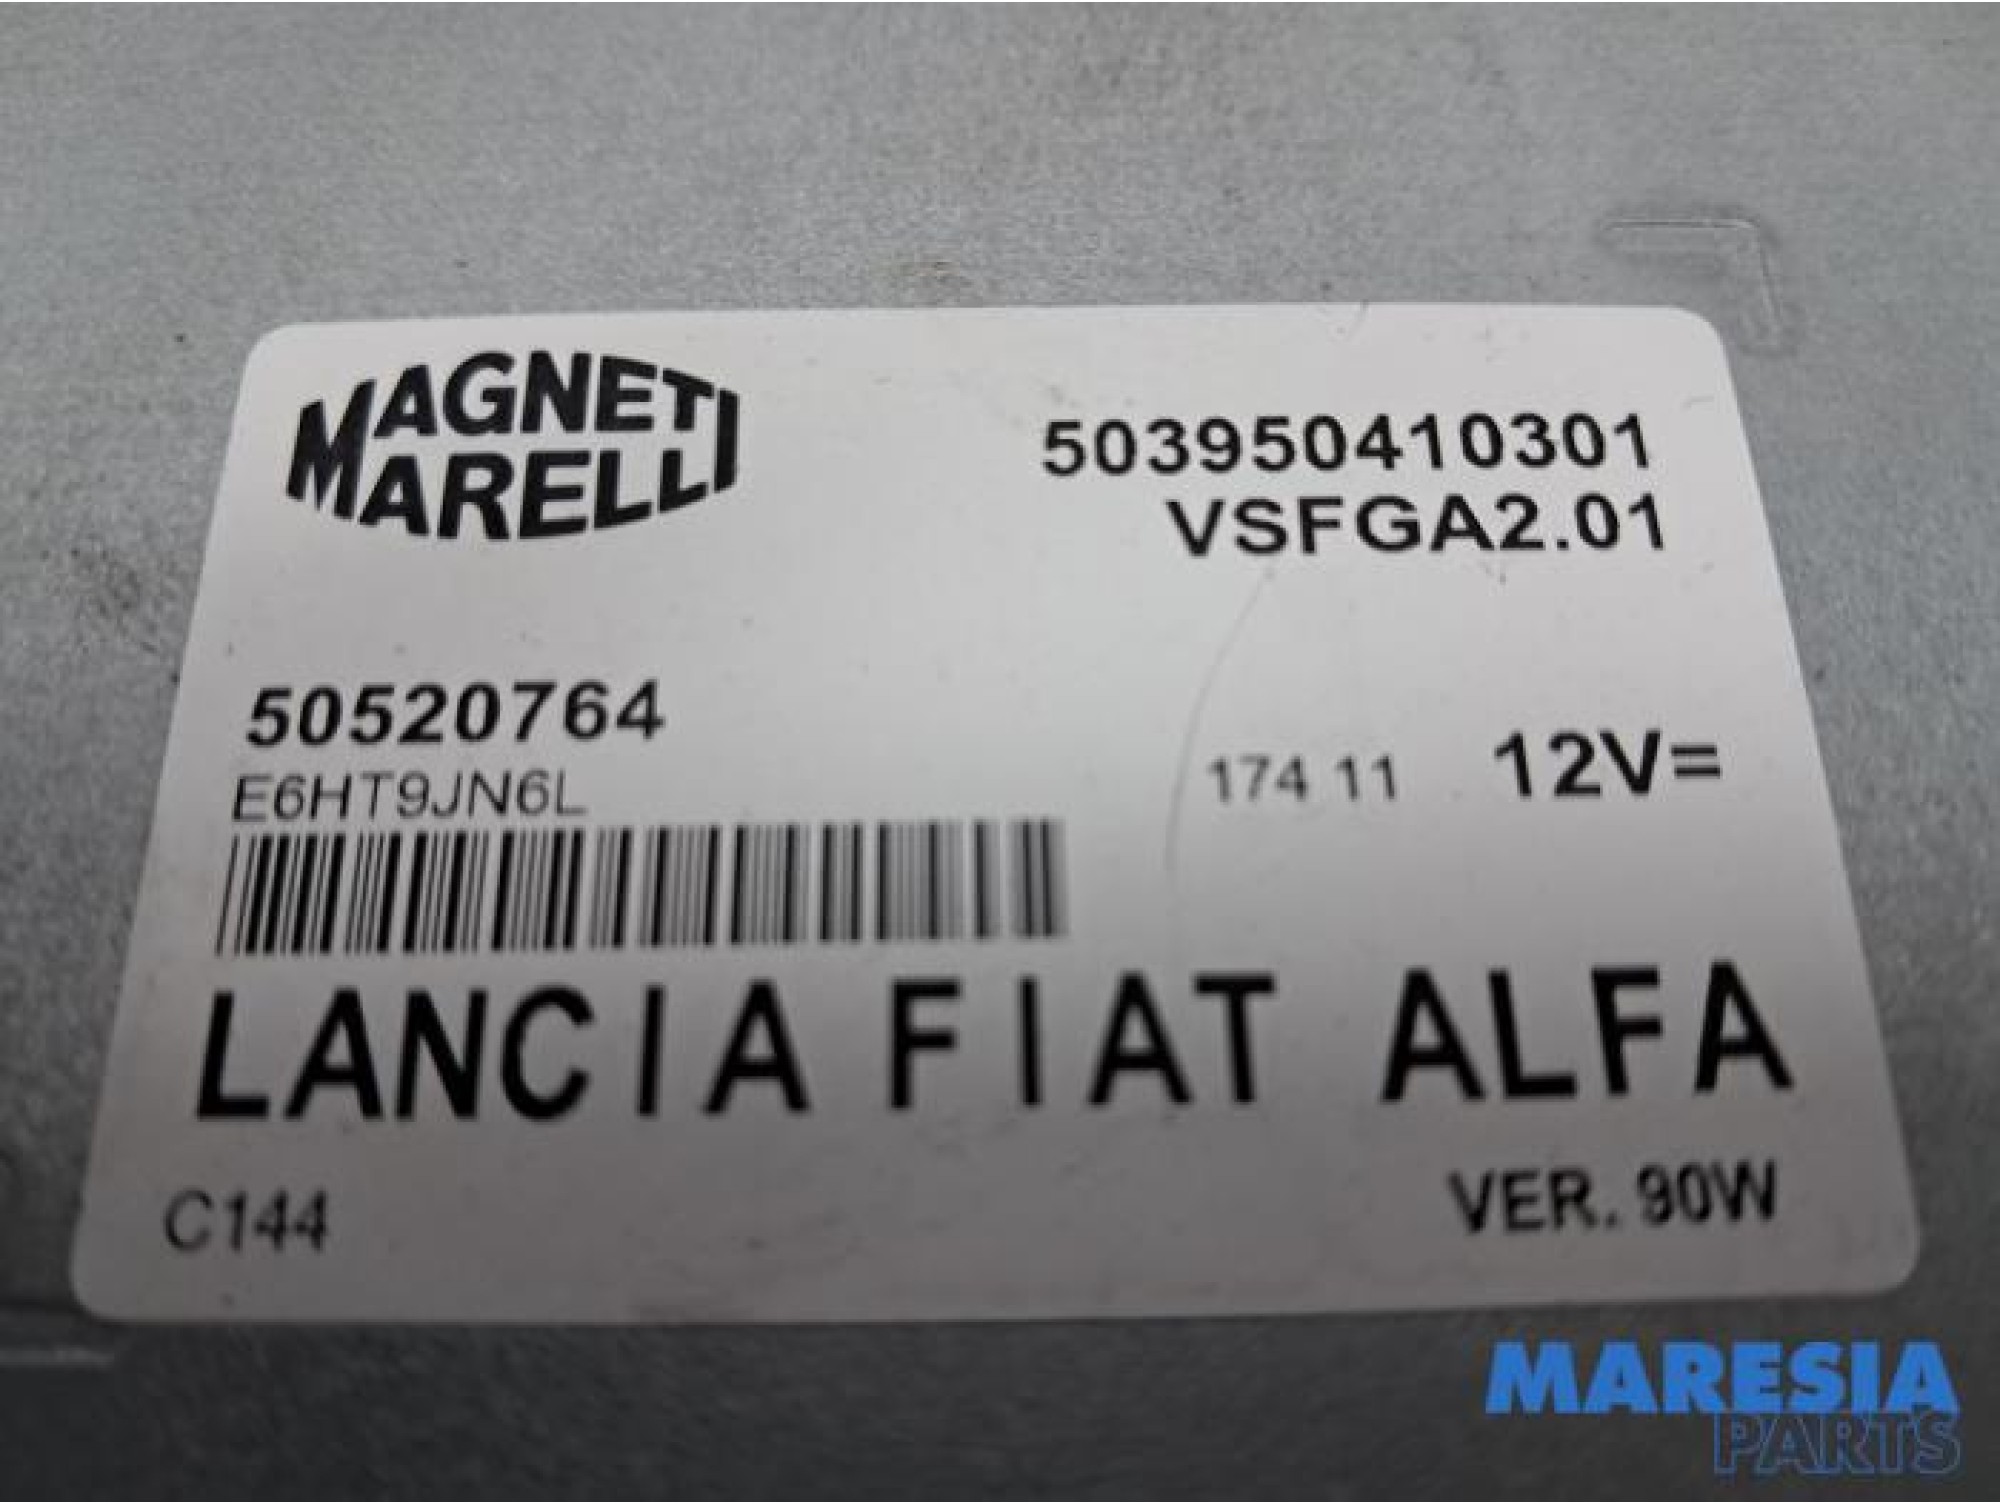 MAGNETI
MARELLI
503950410301
VSFGA2.01
50520764
E6HT9JN6L
174 11 12V=
LANCIA FIAT ALFA
C144
VER. 90W
MARESIA
PARTS